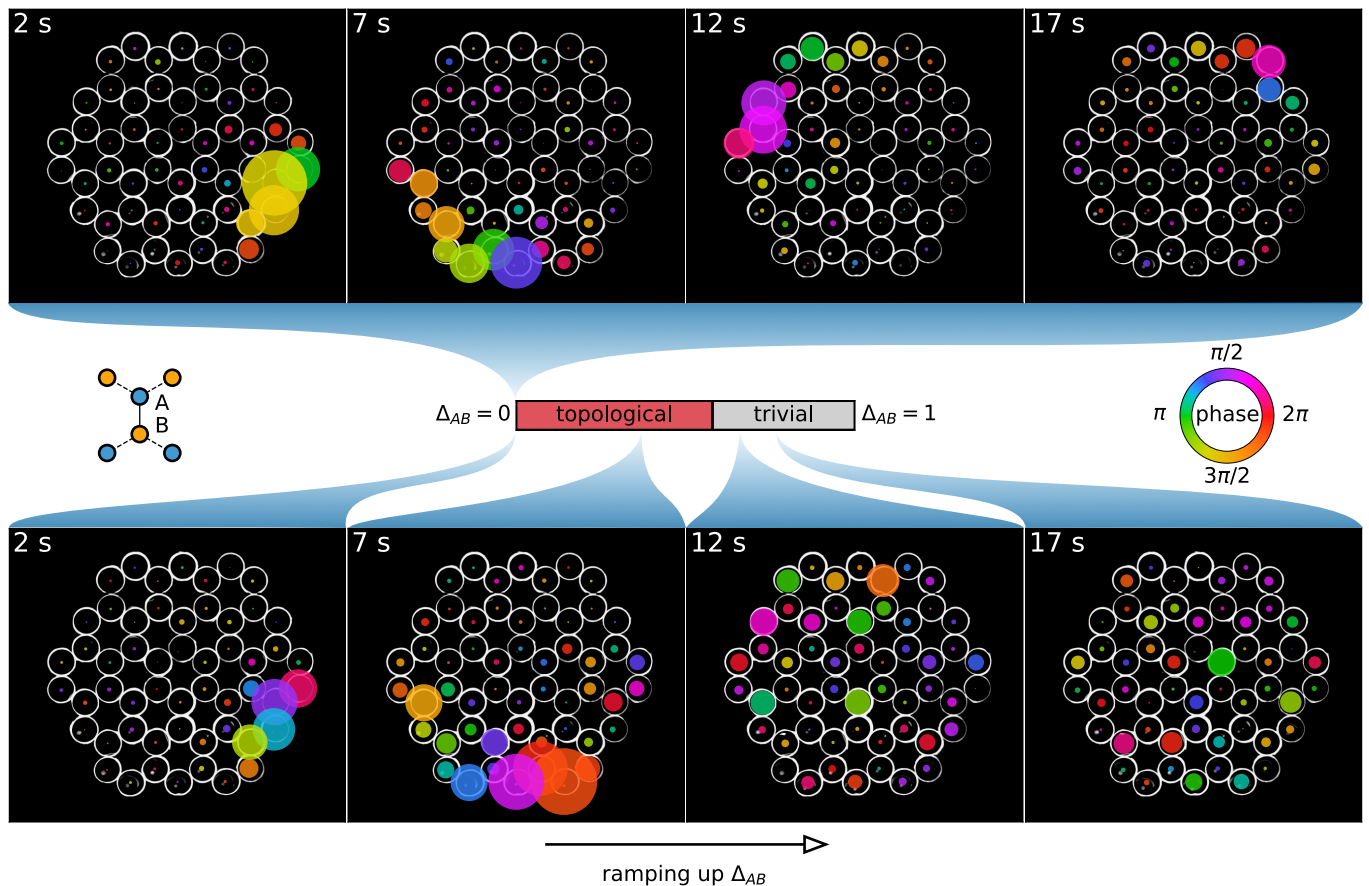 2 s
7 s
12 s
17 s
A
B
Δ_AB = 0
topological
trivial
Δ_AB = 1
π/2
π
phase
2π
3π/2
2 s
7 s
12 s
17 s
ramping up Δ_AB